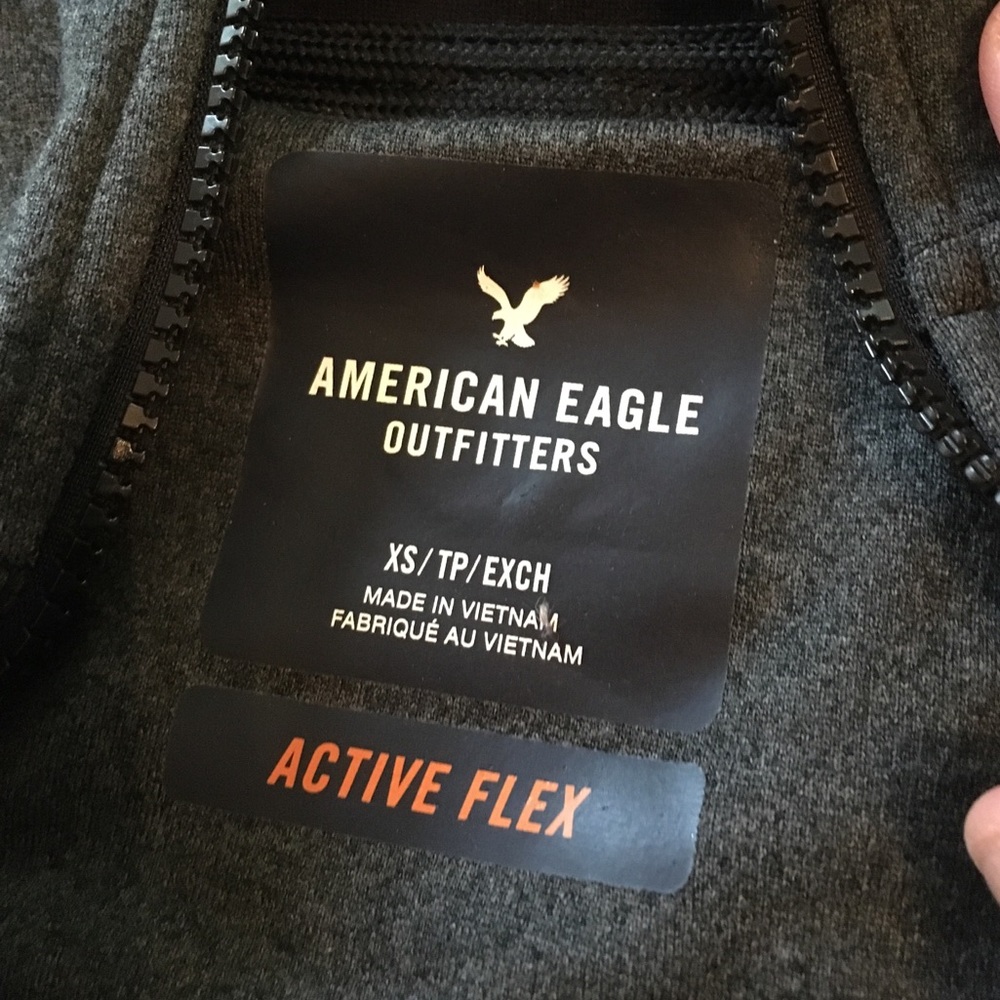 AMERICAN EAGLE
OUTFITTERS
XS/TP/EXCH
MADE IN VIETNAM
FABRIQUÉ AU VIETNAM
ACTIVE FLEX